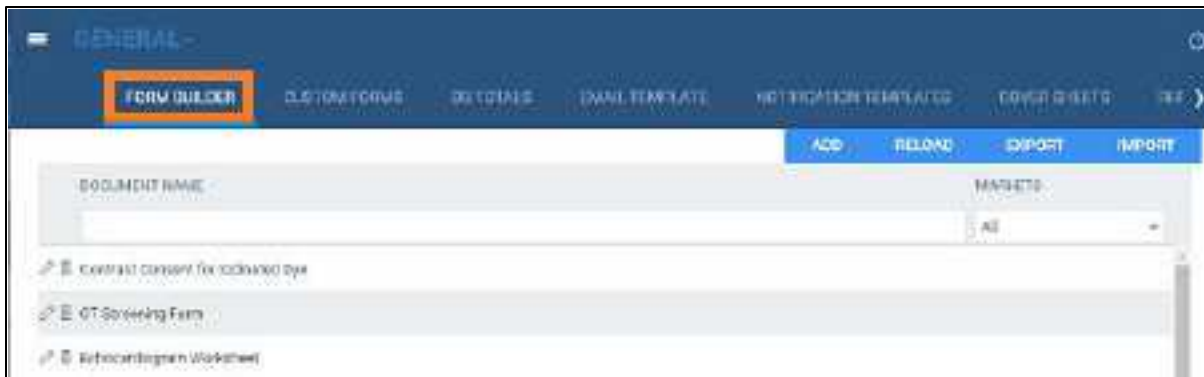 GENERAL
FORM BUILDER CUSTOM FORMS EMAIL TEMPLATE NOTIFICATION TEMPLATES COVER SHEETS
ADD RELOAD EXPORT IMPORT
DOCUMENT NAME MARKETS
All
Contrast Consent for Iodinated Dye
CT Screening Form
Echocardiogram Worksheet